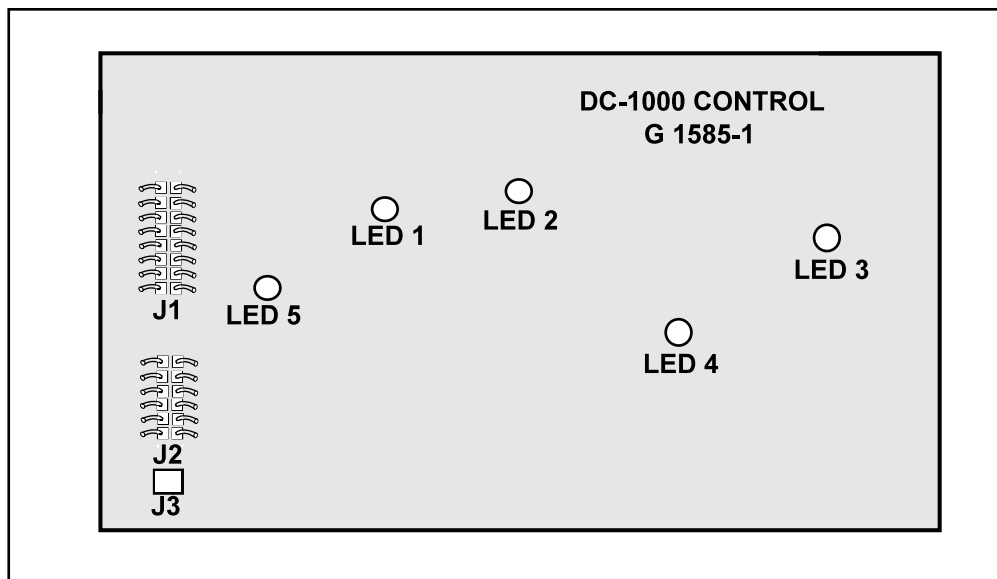 DC-1000 CONTROL
G 1585-1
LED 1
LED 2
LED 3
J1
LED 5
LED 4
J2
J3